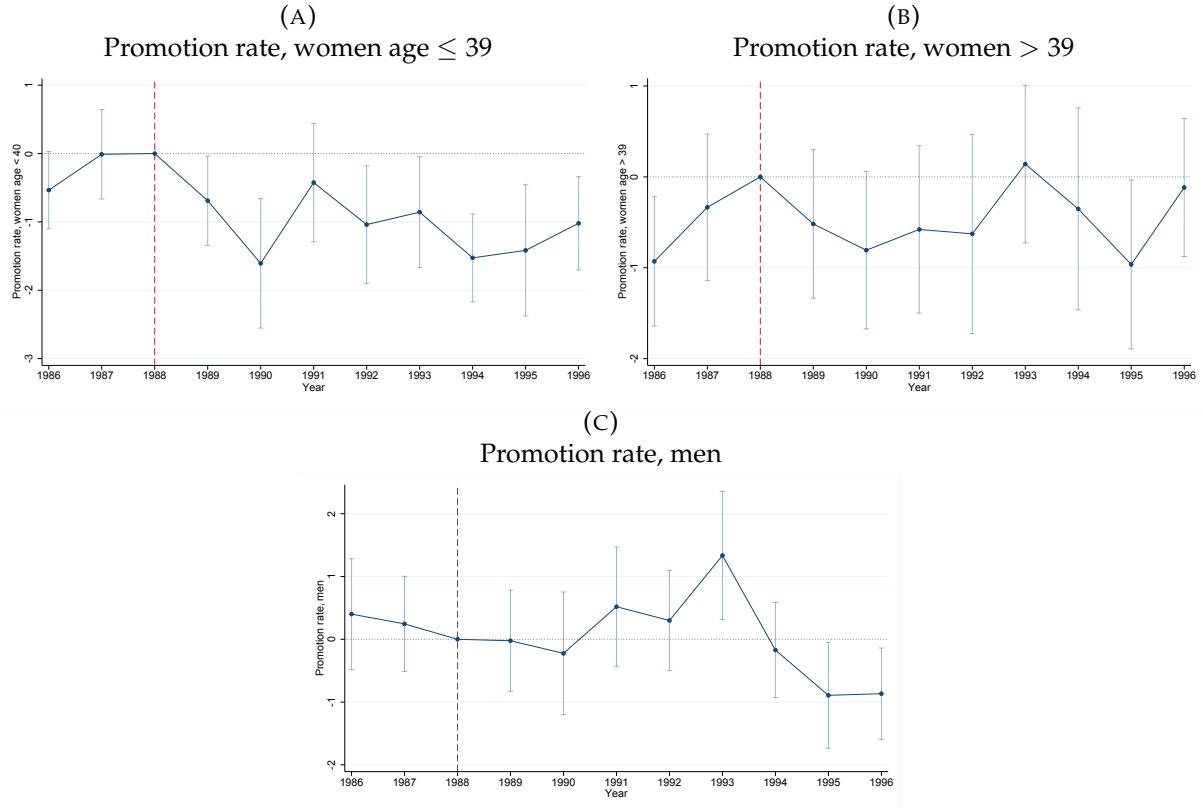 (A)
Promotion rate, women age ≤ 39
Promotion rate, women age < 40
1
0
-1
-2
-3
1986 1987 1988 1989 1990 1991 1992 1993 1994 1995 1996
Year
(B)
Promotion rate, women > 39
Promotion rate, women age > 39
1
0
-1
-2
1986 1987 1988 1989 1990 1991 1992 1993 1994 1995 1996
Year
(C)
Promotion rate, men
Promotion rate, men
2
1
0
-1
-2
1986 1987 1988 1989 1990 1991 1992 1993 1994 1995 1996
Year